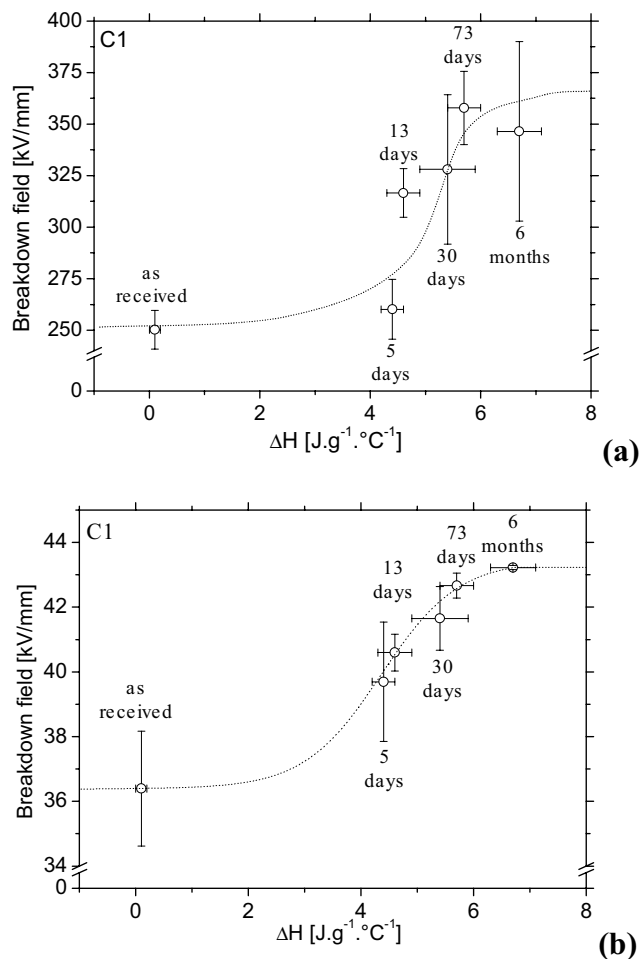 C1
400
375
350
325
300
275
250
0
Breakdown field [kV/mm]
73
days
13
days
30
days
6
months
as
received
5
days
0 2 4 6 8
ΔH [J.g⁻¹.°C⁻¹]
(a)
C1
44
42
40
38
36
34
0
Breakdown field [kV/mm]
6
months
73
days
13
days
30
days
as
received
5
days
0 2 4 6 8
ΔH [J.g⁻¹.°C⁻¹]
(b)